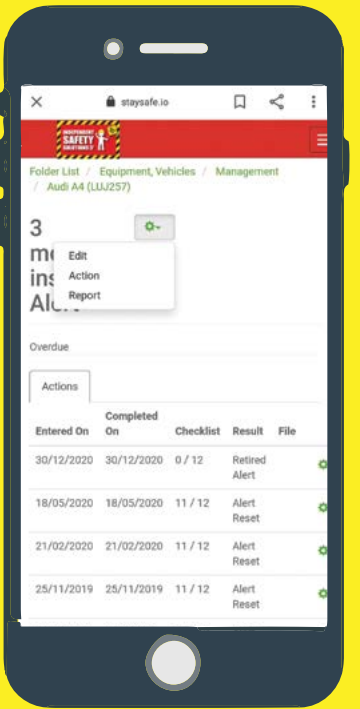 staysafe.io
INDEPENDENT
SAFETY
Folder List / Equipment, Vehicles / Management
/ Audi A4 (LUJ257)
3
Edit
Action
Report
Overdue
Actions
Entered On Completed On Checklist Result File
30/12/2020 30/12/2020 0 / 12 Retired Alert
18/05/2020 18/05/2020 11 / 12 Alert Reset
21/02/2020 21/02/2020 11 / 12 Alert Reset
25/11/2019 25/11/2019 11 / 12 Alert Reset